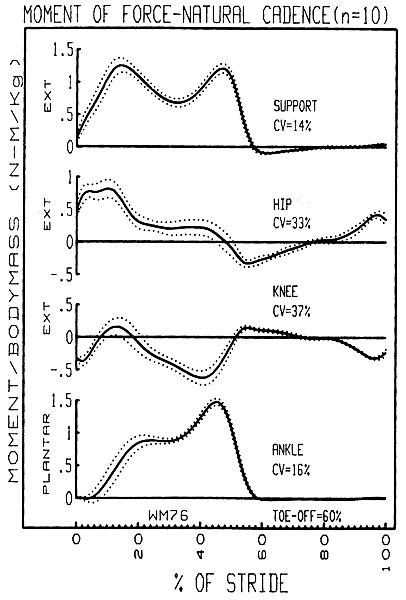 MOMENT OF FORCE-NATURAL CADENCE(n=10)
MOMENT/BODYMASS (N-M/Kg)
EXT
1.5
1
.5
0
SUPPORT
CV=14%
EXT
1
.5
0
-.5
HIP
CV=33%
EXT
.5
0
-.5
KNEE
CV=37%
PLANTAR
1.5
1
.5
0
ANKLE
CV=16%
WM76
TOE-OFF=60%
0 20 40 60 80 100
% OF STRIDE